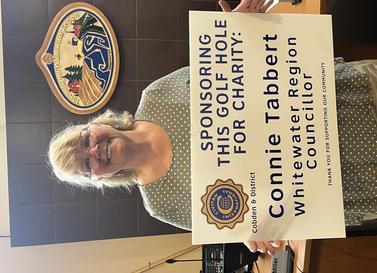 SPONSORING
THIS GOLF HOLE
FOR CHARITY:
Cobden & District
Connie Tabbert
Whitewater Region
Councillor
THANK YOU FOR SUPPORTING OUR COMMUNITY